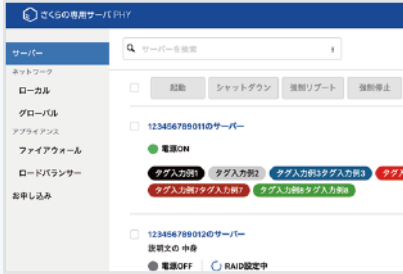 さくらの専用サーバ PHY
サーバー
ネットワーク
ローカル
グローバル
アプライアンス
ファイアウォール
ロードバランサー
お申し込み
サーバーを検索
起動 シャットダウン 強制リブート 強制停止
123456789011のサーバー
電源ON
タグ入力例1 タグ入力例2 タグ入力例3タグ入力例3 タグ入
タグ入力例7タグ入力例7 タグ入力例8タグ入力例8
123456789012のサーバー
説明文の 中身
電源OFF RAID設定中